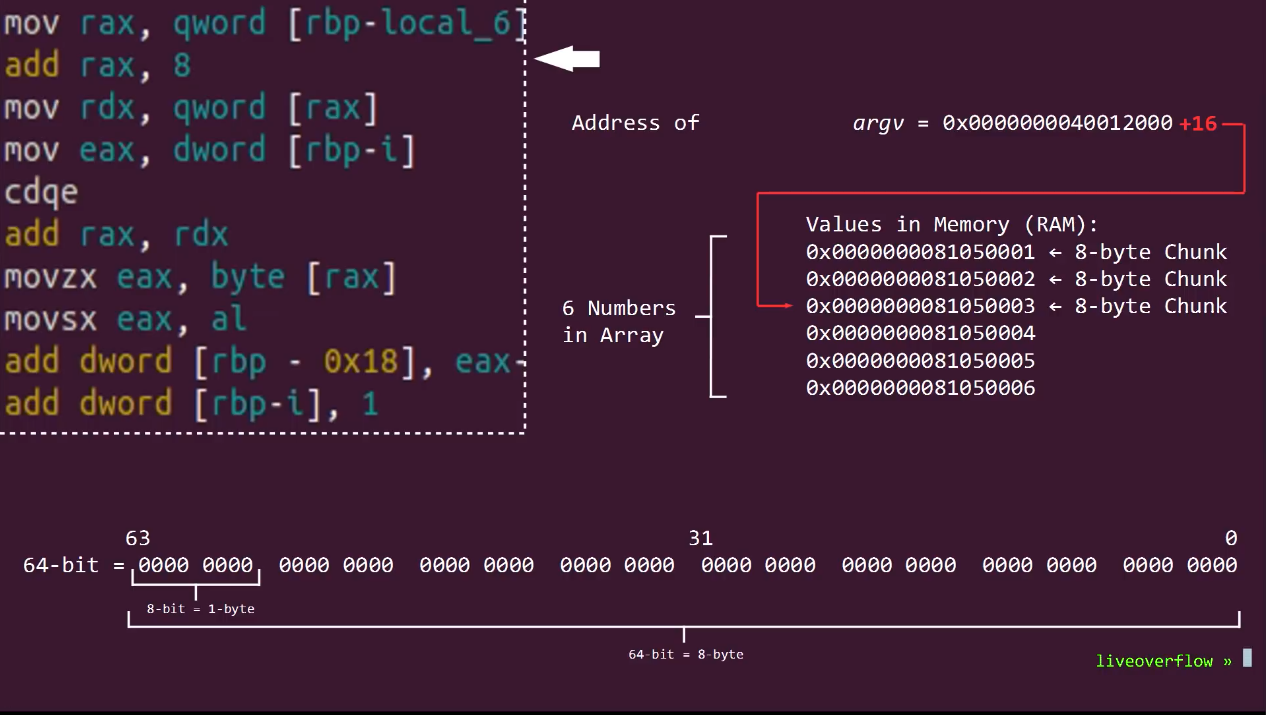 mov rax, qword [rbp-local_6]
add rax, 8
mov rdx, qword [rax]
mov eax, dword [rbp-i]
cdqe
add rax, rdx
movzx eax, byte [rax]
movsx eax, al
add dword [rbp - 0x18], eax-
add dword [rbp-i], 1
Address of argv = 0x0000000040012000 +16
Values in Memory (RAM):
0x0000000081050001 ← 8-byte Chunk
0x0000000081050002 ← 8-byte Chunk
0x0000000081050003 ← 8-byte Chunk
0x0000000081050004
0x0000000081050005
0x0000000081050006
6 Numbers
in Array
63 31 0
64-bit = 0000 0000 0000 0000 0000 0000 0000 0000 0000 0000 0000 0000 0000 0000 0000 0000
8-bit = 1-byte
64-bit = 8-byte
liveoverflow »